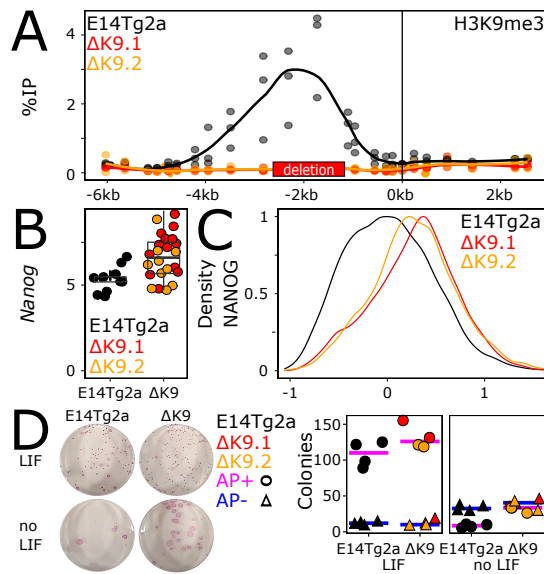 A
E14Tg2a
ΔK9.1
ΔK9.2
H3K9me3
%IP
4
2
0
deletion
-6kb
-4kb
-2kb
0kb
2kb
B
Nanog
5
0
E14Tg2a
ΔK9.1
ΔK9.2
E14Tg2a
ΔK9
C
Density
NANOG
1
0.5
0
E14Tg2a
ΔK9.1
ΔK9.2
-1
0
1
D
E14Tg2a
ΔK9
LIF
no
LIF
E14Tg2a
ΔK9.1
ΔK9.2
AP+
AP-
Colonies
150
100
50
0
E14Tg2a ΔK9
LIF
E14Tg2a ΔK9
no LIF